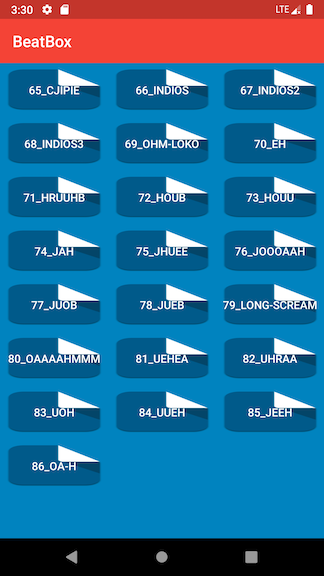 3:30 LTE
BeatBox
65_CJIPIE 66_INDIOS 67_INDIOS2
68_INDIOS3 69_OHM-LOKO 70_EH
71_HRUUHB 72_HOUB 73_HOUU
74_JAH 75_JHUEE 76_JOOOAAH
77_JUOB 78_JUEB 79_LONG-SCREAM
80_OAAAAHMMM 81_UEHEA 82_UHRAA
83_UOH 84_UUEH 85_JEEH
86_OA-H